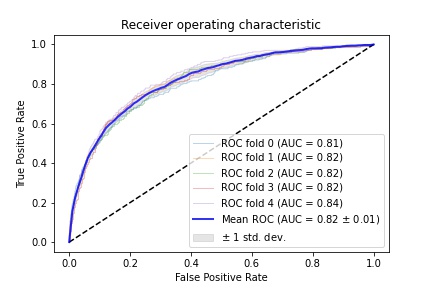 Receiver operating characteristic
True Positive Rate
1.0
0.8
0.6
0.4
0.2
0.0
ROC fold 0 (AUC = 0.81)
ROC fold 1 (AUC = 0.82)
ROC fold 2 (AUC = 0.82)
ROC fold 3 (AUC = 0.82)
ROC fold 4 (AUC = 0.84)
Mean ROC (AUC = 0.82 ± 0.01)
± 1 std. dev.
0.0 0.2 0.4 0.6 0.8 1.0
False Positive Rate